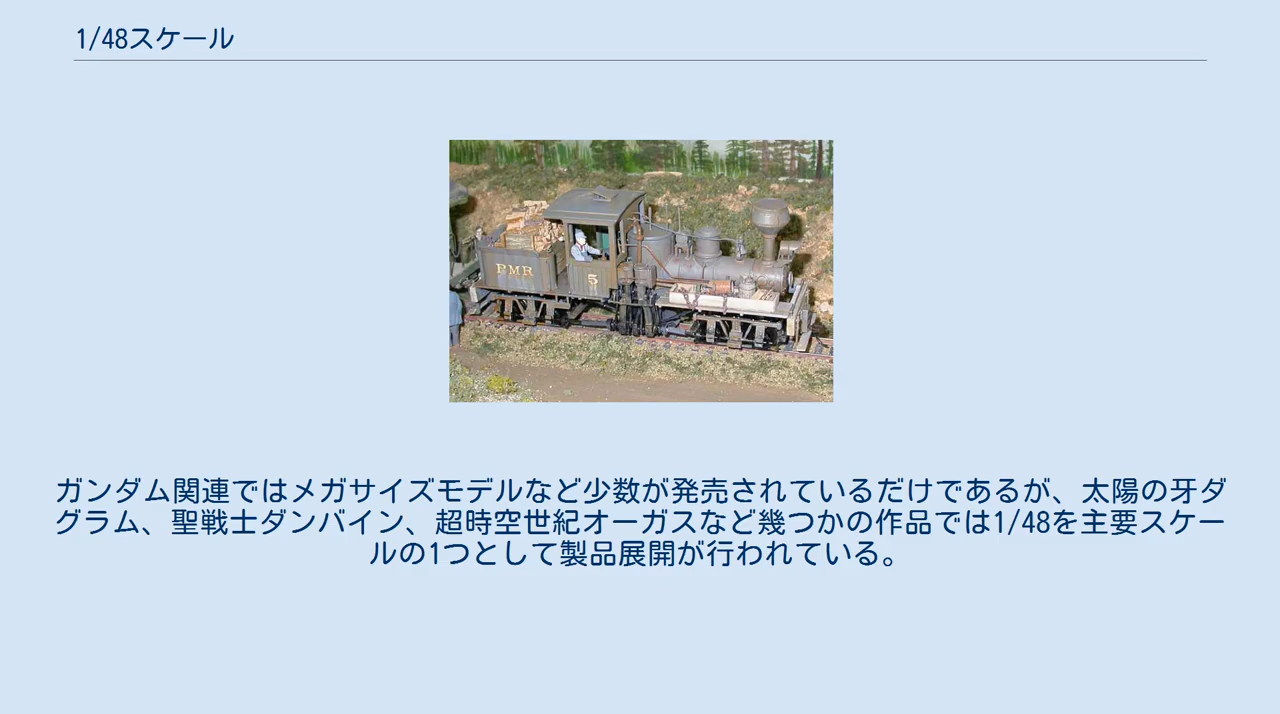 1/48スケール
PMR
5
ガンダム関連ではメガサイズモデルなど少数が発売されているだけであるが、太陽の牙ダ
グラム、聖戦士ダンバイン、超時空世紀オーガスなど幾つかの作品では1/48を主要スケー
ルの1つとして製品展開が行われている。